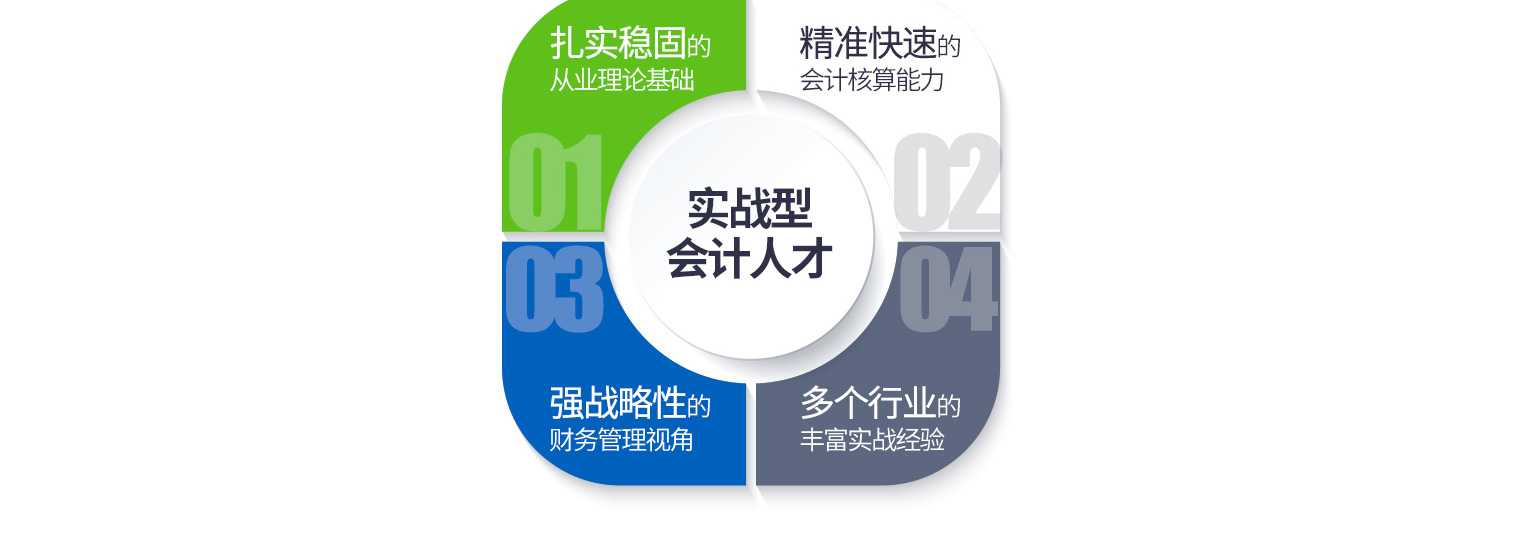 扎实稳固的
从业理论基础
01
精准快速的
会计核算能力
02
实战型
会计人才
03
强战略性的
财务管理视角
04
多个行业的
丰富实战经验